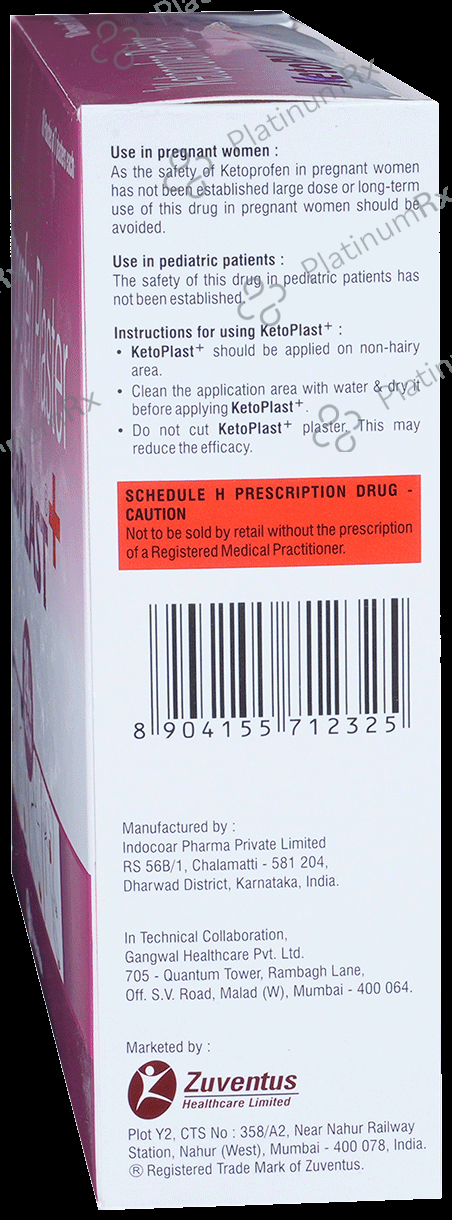 Use in pregnant women :
As the safety of Ketoprofen in pregnant women
has not been established large dose or long-term
use of this drug in pregnant women should be
avoided.
Use in pediatric patients :
The safety of this drug in pediatric patients has
not been established.
Instructions for using KetoPlast+ :
• KetoPlast+ should be applied on non-hairy
area.
• Clean the application area with water & dry it
before applying KetoPlast+.
• Do not cut KetoPlast+ plaster. This may
reduce the efficacy.
SCHEDULE H PRESCRIPTION DRUG -
CAUTION
Not to be sold by retail without the prescription
of a Registered Medical Practitioner.
8 904155 712325
Manufactured by :
Indocoar Pharma Private Limited
RS 56B/1, Chalamatti - 581 204,
Dharwad District, Karnataka, India.
In Technical Collaboration,
Gangwal Healthcare Pvt. Ltd.
705 - Quantum Tower, Rambagh Lane,
Off. S.V. Road, Malad (W), Mumbai - 400 064.
Marketed by :
Zuventus
Healthcare Limited
Plot Y2, CTS No : 358/A2, Near Nahur Railway
Station, Nahur (West), Mumbai - 400 078, India.
® Registered Trade Mark of Zuventus.
Plaster
PlatinumRx
PlatinumRx
PlatinumRx